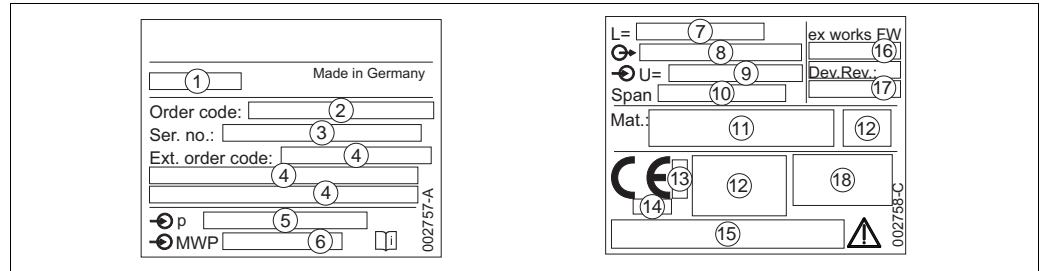 Made in Germany
1
Order code: 2
Ser. no.: 3
Ext. order code: 4
4
4
p 5
MWP 6
i
002757-A
L= 7
8
U= 9
Span 10
ex works FW
16
Dev.Rev.:
17
Mat.: 11 12
CE 13
14
12
18
15
002758-C